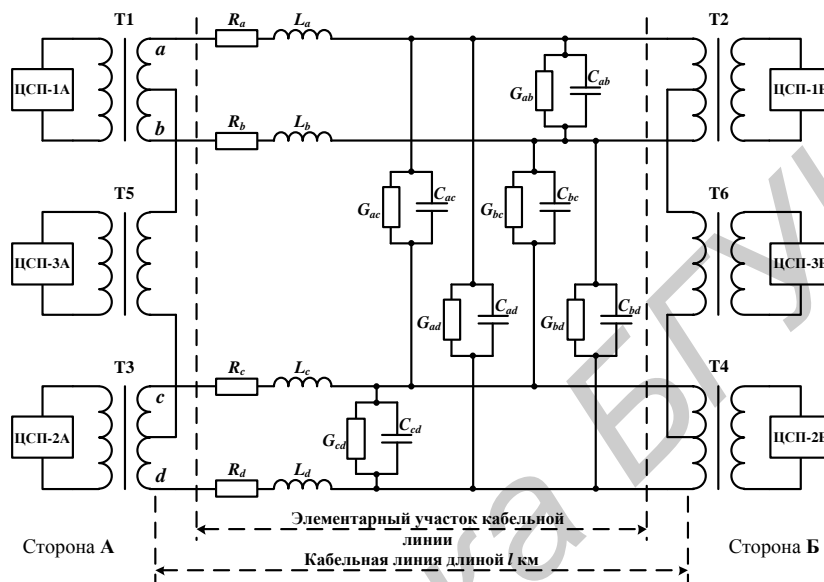 T1
T2
a
R_a
L_a
ЦСП-1А
G_ab
C_ab
b
R_b
L_b
T5
T6
G_ac
C_ac
G_bc
C_bc
ЦСП-3А
G_ad
C_ad
G_bd
C_bd
T3
T4
c
R_c
L_c
ЦСП-2А
G_cd
C_cd
d
R_d
L_d
Элементарный участок кабельной
линии
Сторона А
Сторона Б
Кабельная линия длиной l км